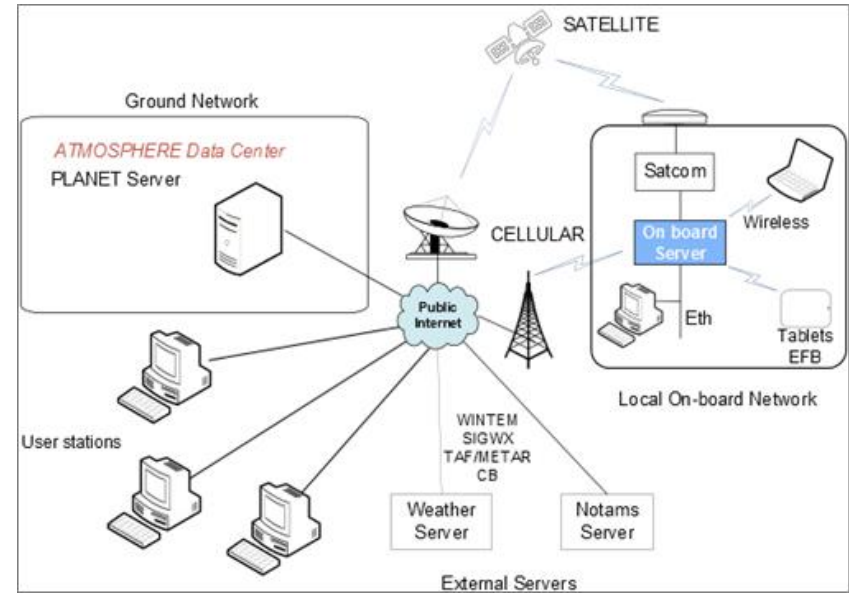 SATELLITE
Ground Network
ATMOSPHERE Data Center
PLANET Server
Satcom
CELLULAR
On board
Server
Wireless
Public
Internet
Eth
Tablets
EFB
Local On-board Network
User stations
WINTEM
SIGWX
TAF/METAR
CB
Weather
Server
Notams
Server
External Servers